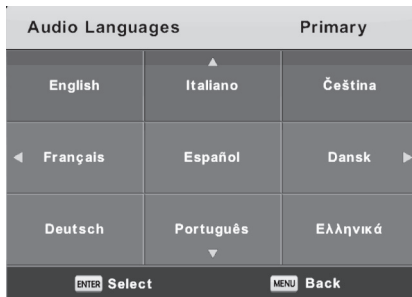 Audio Languages Primary
English Italiano Čeština
Français Español Dansk
Deutsch Português Ελληνικά
ENTER Select MENU Back